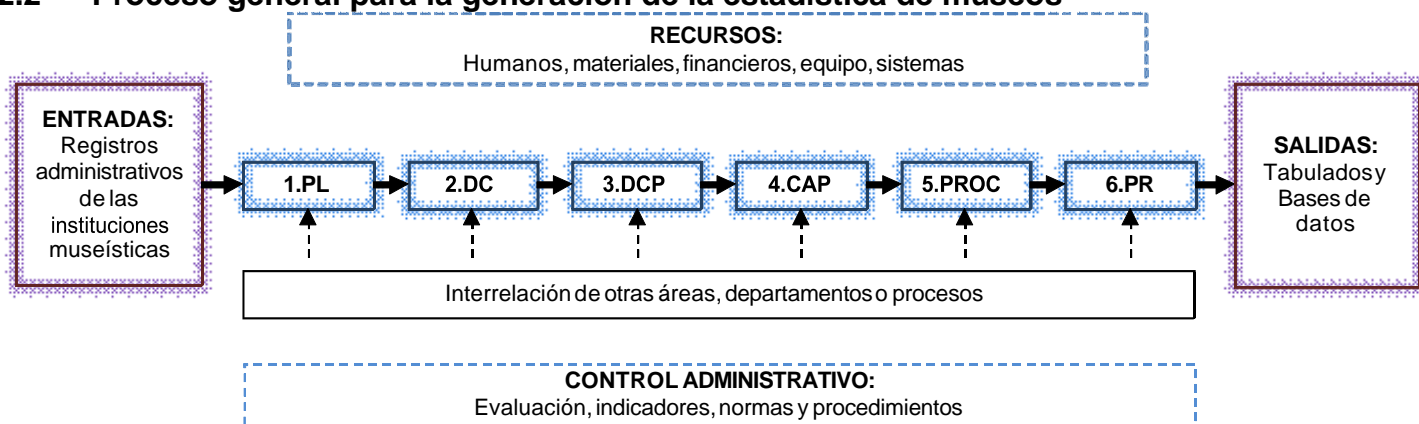 2.2 Proceso general para la generación de la estadística de museos
RECURSOS:
Humanos, materiales, financieros, equipo, sistemas
ENTRADAS:
Registros
administrativos
de las
instituciones
museísticas
1.PL
2.DC
3.DCP
4.CAP
5.PROC
6.PR
SALIDAS:
Tabulados y
Bases de
datos
Interrelación de otras áreas, departamentos o procesos
CONTROL ADMINISTRATIVO:
Evaluación, indicadores, normas y procedimientos